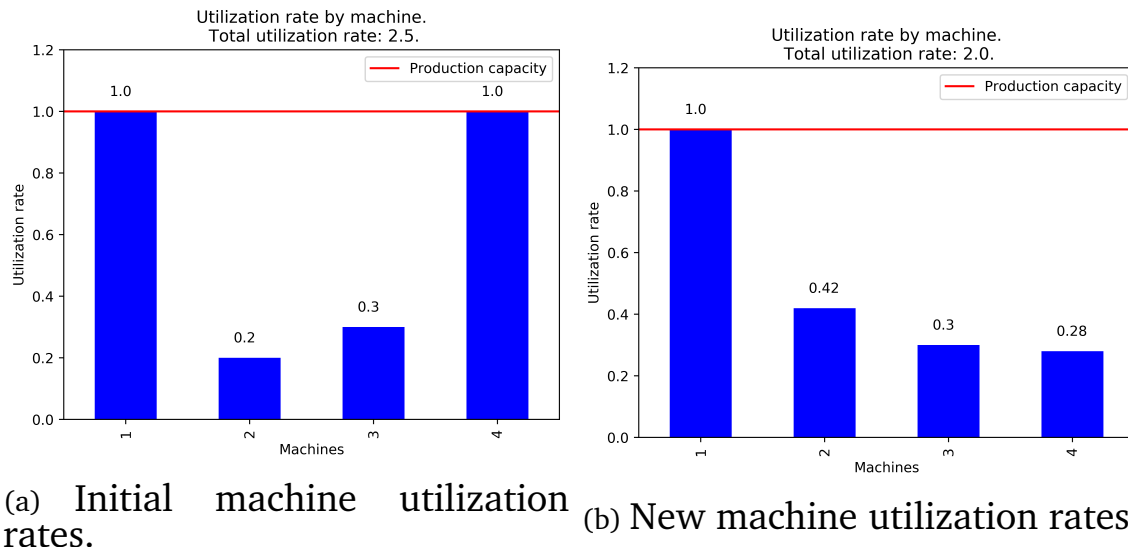 Utilization rate by machine.
Total utilization rate: 2.5.
1.2
1.0
0.8
0.6
0.4
0.2
0.0
Utilization rate
Production capacity
1.0
0.2
0.3
1.0
1
2
3
4
Machines
(a) Initial machine utilization
rates.
Utilization rate by machine.
Total utilization rate: 2.0.
1.2
1.0
0.8
0.6
0.4
0.2
0.0
Utilization rate
Production capacity
1.0
0.42
0.3
0.28
1
2
3
4
Machines
(b) New machine utilization rates